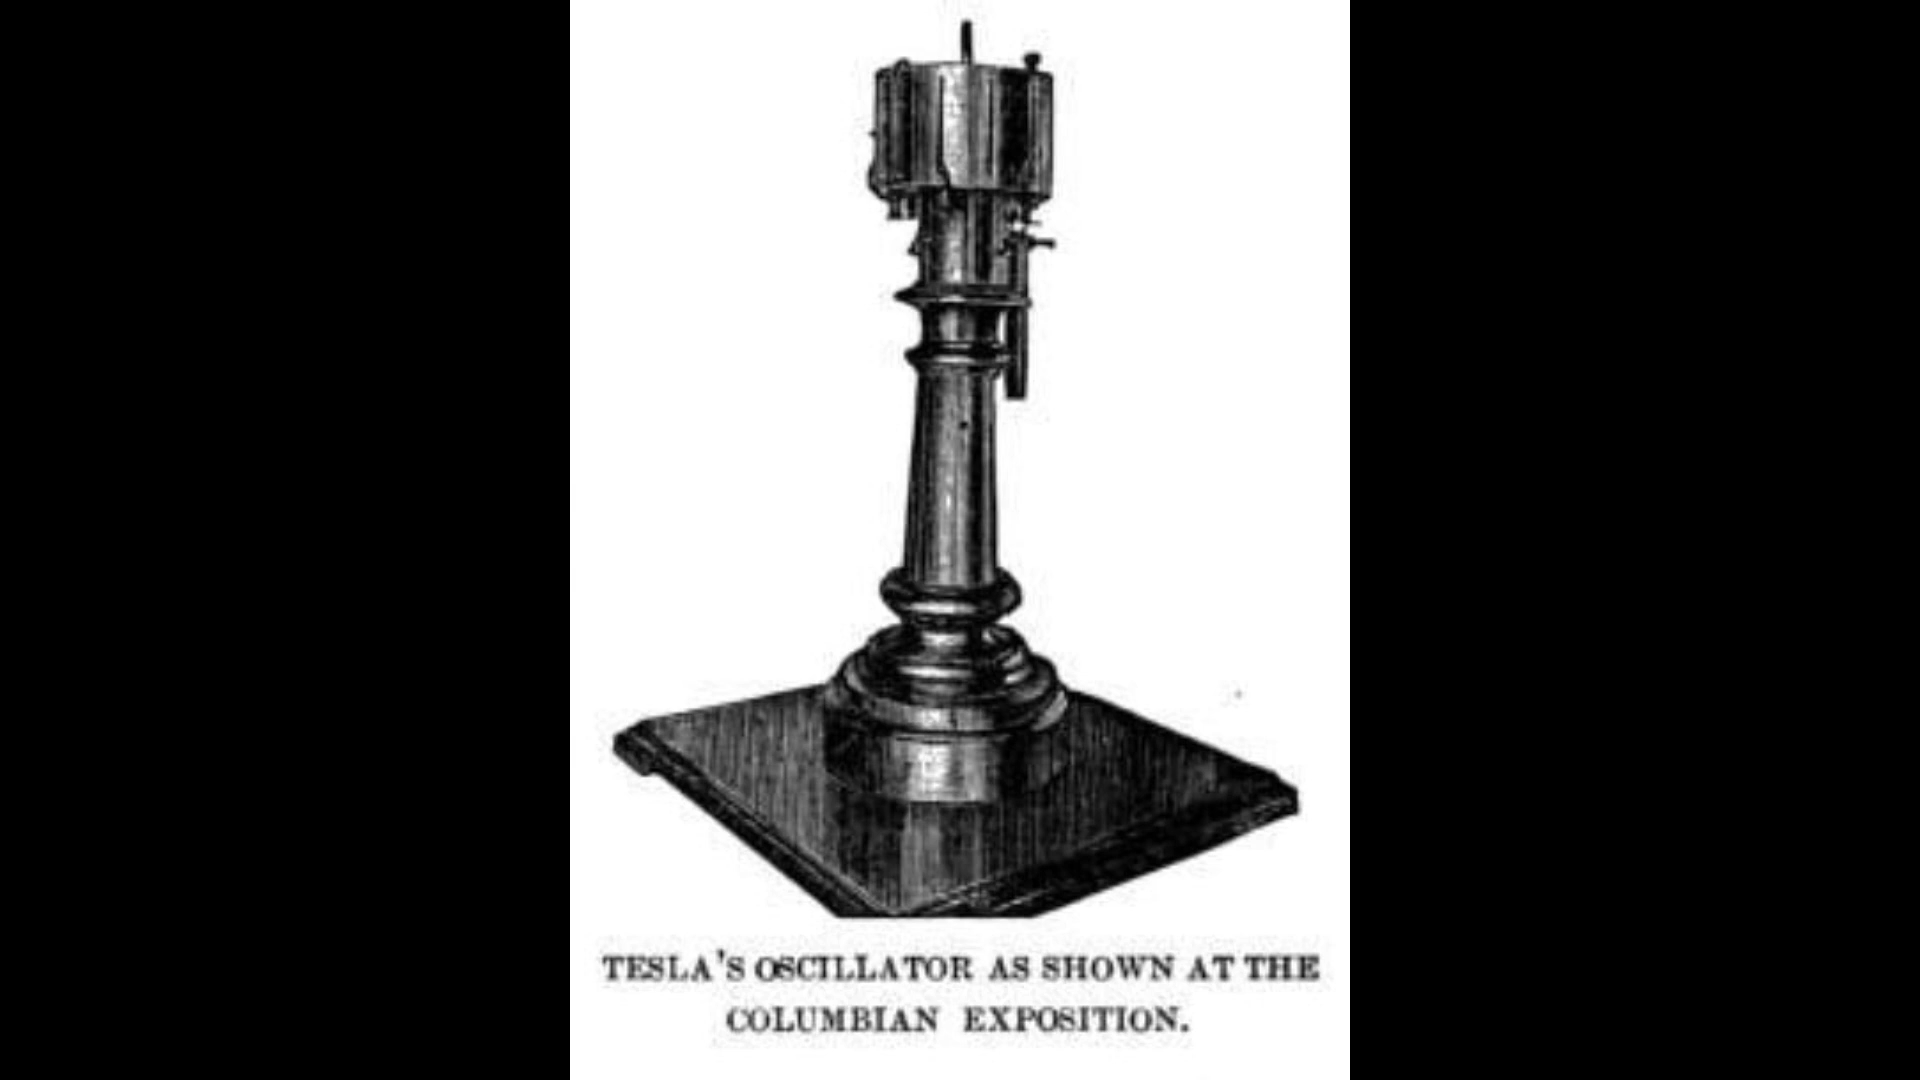 TESLA'S OSCILLATOR AS SHOWN AT THE
COLUMBIAN EXPOSITION.